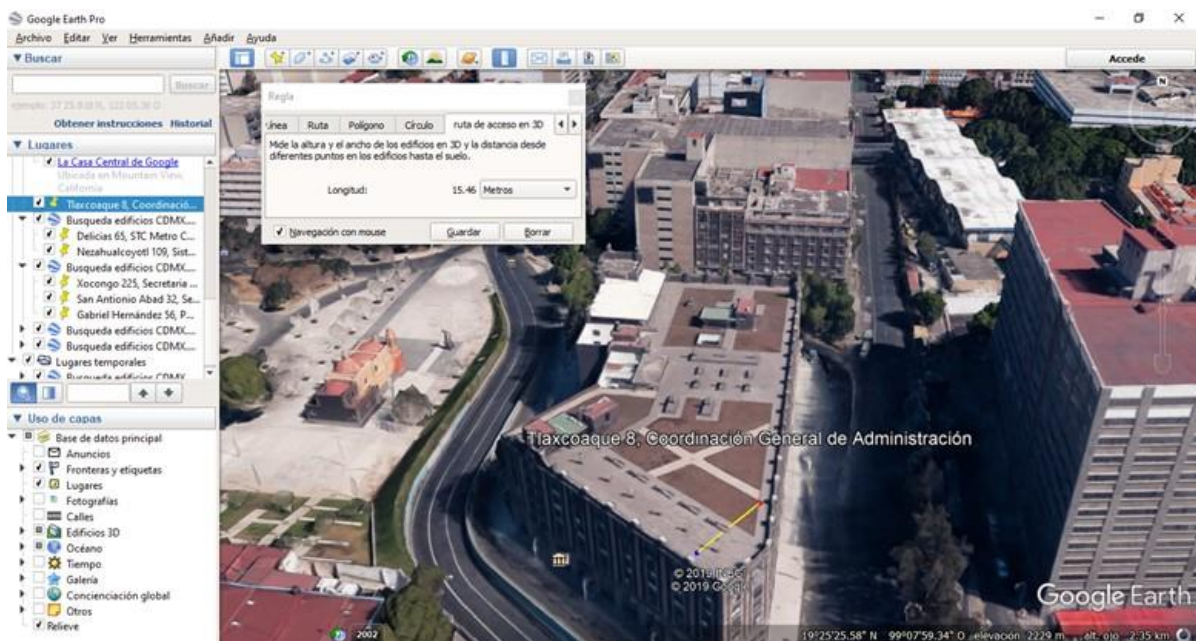 Google Earth Pro
Archivo Editar Ver Herramientas Añadir Ayuda
Buscar
Accede
Buscar
Obtener instrucciones Historial
Lugares
La Casa Central de Google
Ubicada en Mountain View,
California
Tlaxcoaque 8, Coordinació...
Busqueda edificios CDMX....
Delicias 65, STC Metro C...
Nezahualcoyotl 109, Sist...
Busqueda edificios CDMX....
Xocongo 225, Secretaria ...
San Antonio Abad 32, Se...
Gabriel Hernández 56, P...
Busqueda edificios CDMX....
Busqueda edificios CDMX....
Lugares temporales
Busqueda edificios CDMX
Uso de capas
Base de datos principal
Anuncios
Fronteras y etiquetas
Lugares
Fotografías
Calles
Edificios 3D
Océano
Tiempo
Galería
Concienciación global
Otros
Relieve
Regla
Ruta Polígono Círculo ruta de acceso en 3D
Mide la altura y el ancho de los edificios en 3D y la distancia desde
diferentes puntos en los edificios hasta el suelo.
Longitud: 15.46 Metros
Navegación con mouse Guardar Borrar
N
Tlaxcoaque 8, Coordinación General de Administración
© 2019
© 2019
Google Earth
2002
19°25'25.58" N 99°07'59.34" O elevación 2229 m alt. ojo 2.35 km